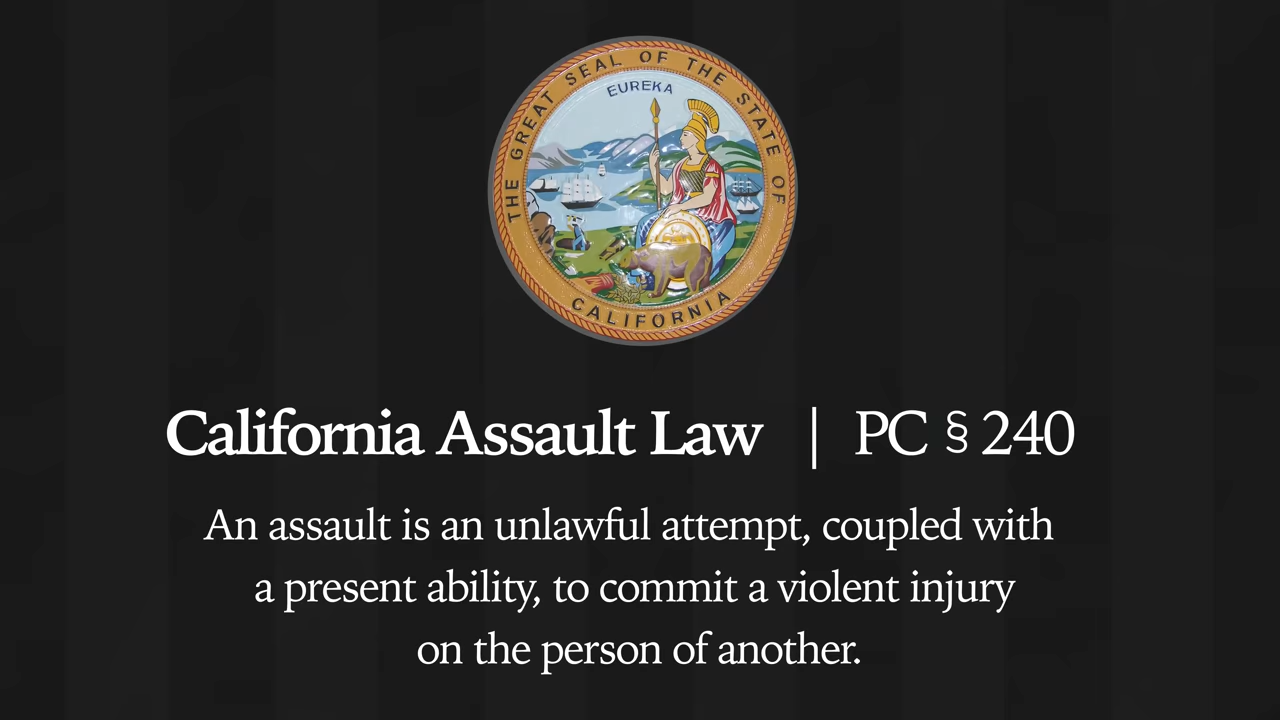 THE GREAT SEAL OF THE STATE OF CALIFORNIA
EUREKA
California Assault Law | PC § 240
An assault is an unlawful attempt, coupled with
a present ability, to commit a violent injury
on the person of another.